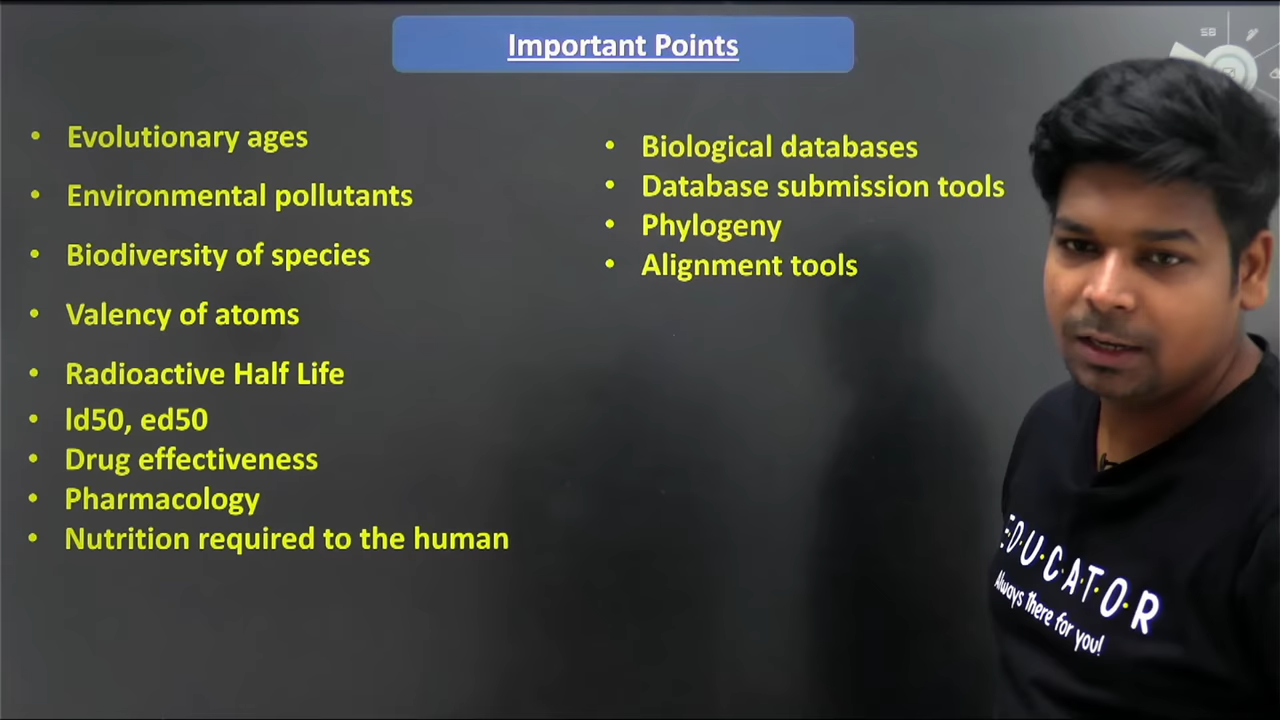 Important Points
• Evolutionary ages
• Environmental pollutants
• Biodiversity of species
• Valency of atoms
• Radioactive Half Life
• ld50, ed50
• Drug effectiveness
• Pharmacology
• Nutrition required to the human
• Biological databases
• Database submission tools
• Phylogeny
• Alignment tools
SB
EDUCATOR
Always there for you!